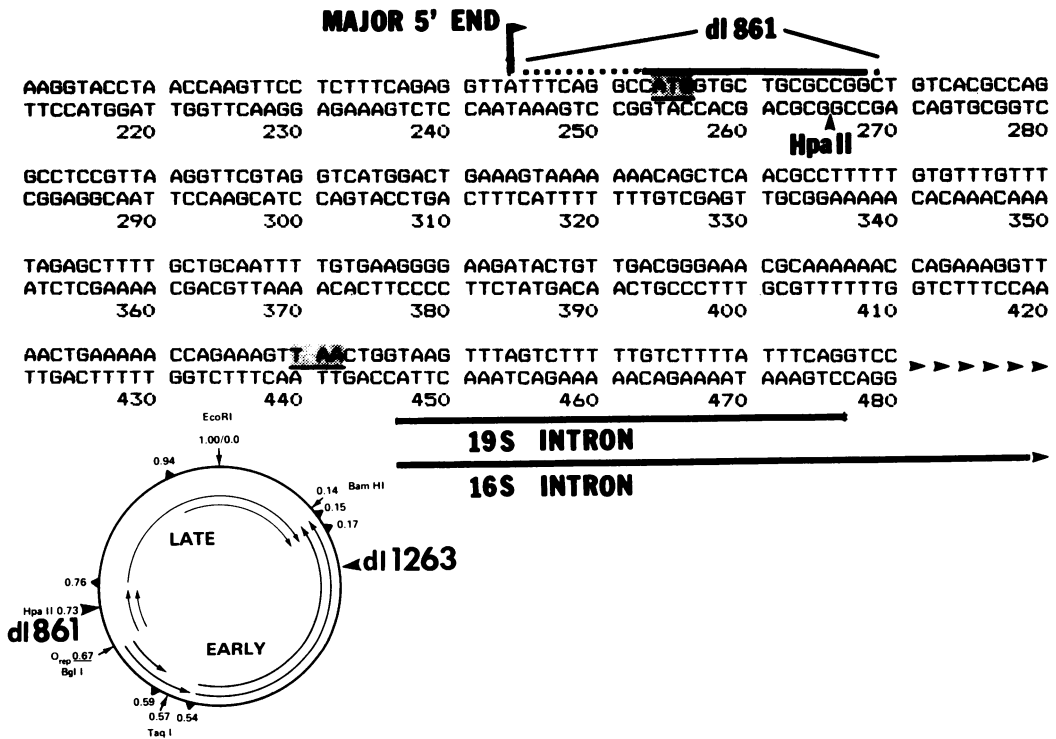 MAJOR 5' END
dl 861
AAGGTACCTA ACCAAGTTCC TCTTTCAGAG GTTATTTCAG GCCATGGTGC TGCGCCGGCT GTCACGCCAG
TTCCATGGAT TGGTTCAAGG AGAAAGTCTC CAATAAAGTC CGGTACCACG ACGCGGCCGA CAGTGCGGTC
220 230 240 250 260 270 280
HpaII
GCCTCCGTTA AGGTTCGTAG GTCATGGACT GAAAGTAAAA AAACAGCTCA ACGCCTTTTT GTGTTTGTTT
CGGAGGCAAT TCCAAGCATC CAGTACCTGA CTTTCATTTT TTTGTCGAGT TGCGGAAAAA CACAAACAAA
290 300 310 320 330 340 350
TAGAGCTTTT GCTGCAATTT TGTGAAGGGG AAGATACTGT TGACGGGAAA CGCAAAAAAC CAGAAAGGTT
ATCTCGAAAA CGACGTTAAA ACACTTCCCC TTCTATGACA ACTGCCCTTT GCGTTTTTTG GTCTTTCCAA
360 370 380 390 400 410 420
AACTGAAAAA CCAGAAAGTT AACTGGTAAG TTTAGTCTTT TTGTCTTTTA TTTCAGGTCC
TTGACTTTTT GGTCTTTCAA TTGACCATTC AAATCAGAAA AACAGAAAAT AAAGTCCAGG
430 440 450 460 470 480
19S INTRON
16S INTRON
EcoRI
1.00/0.0
0.94
0.14 Bam HI
0.15
0.17
LATE
dl 1263
0.76
Hpa II 0.73
dl 861
EARLY
Orep 0.67
Bgl I
0.59
0.57
0.54
Taq I